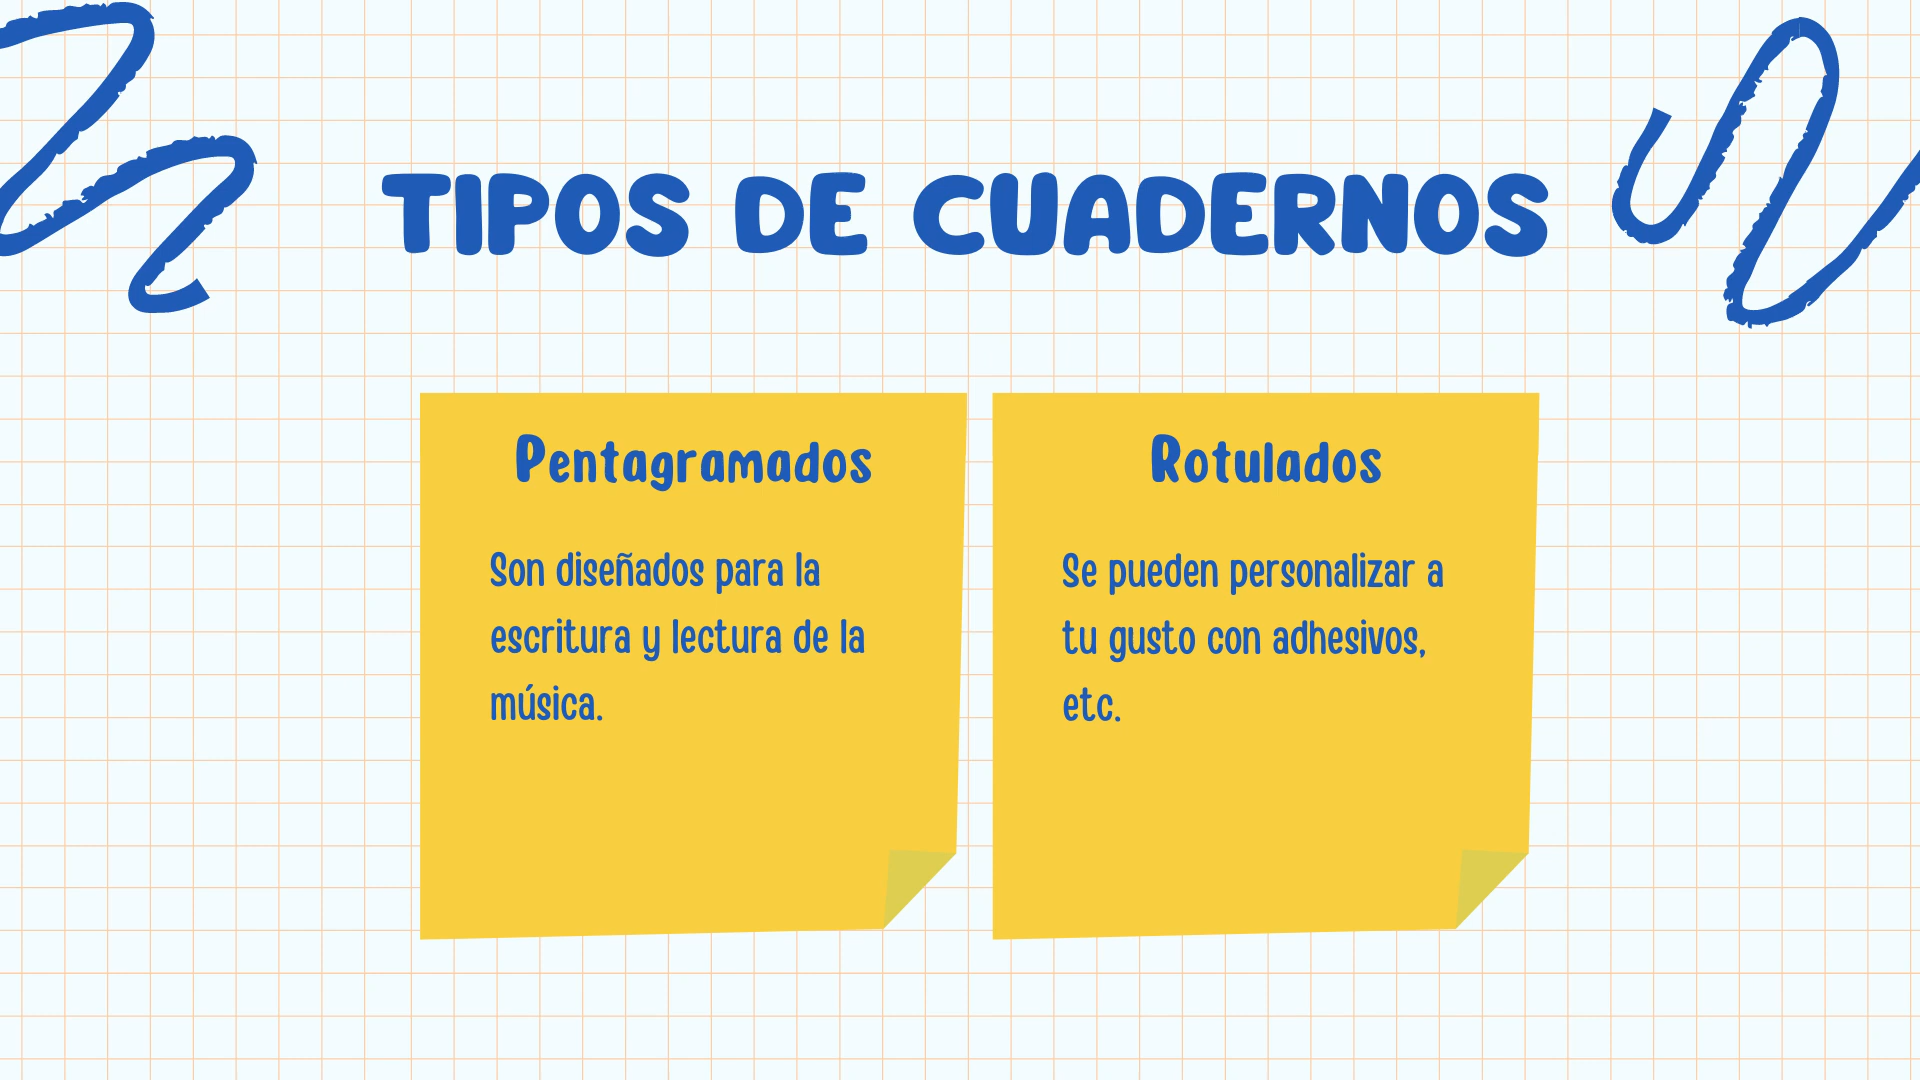 TIPOS DE CUADERNOS
Pentagramados
Son diseñados para la
escritura y lectura de la
música.
Rotulados
Se pueden personalizar a
tu gusto con adhesivos,
etc.